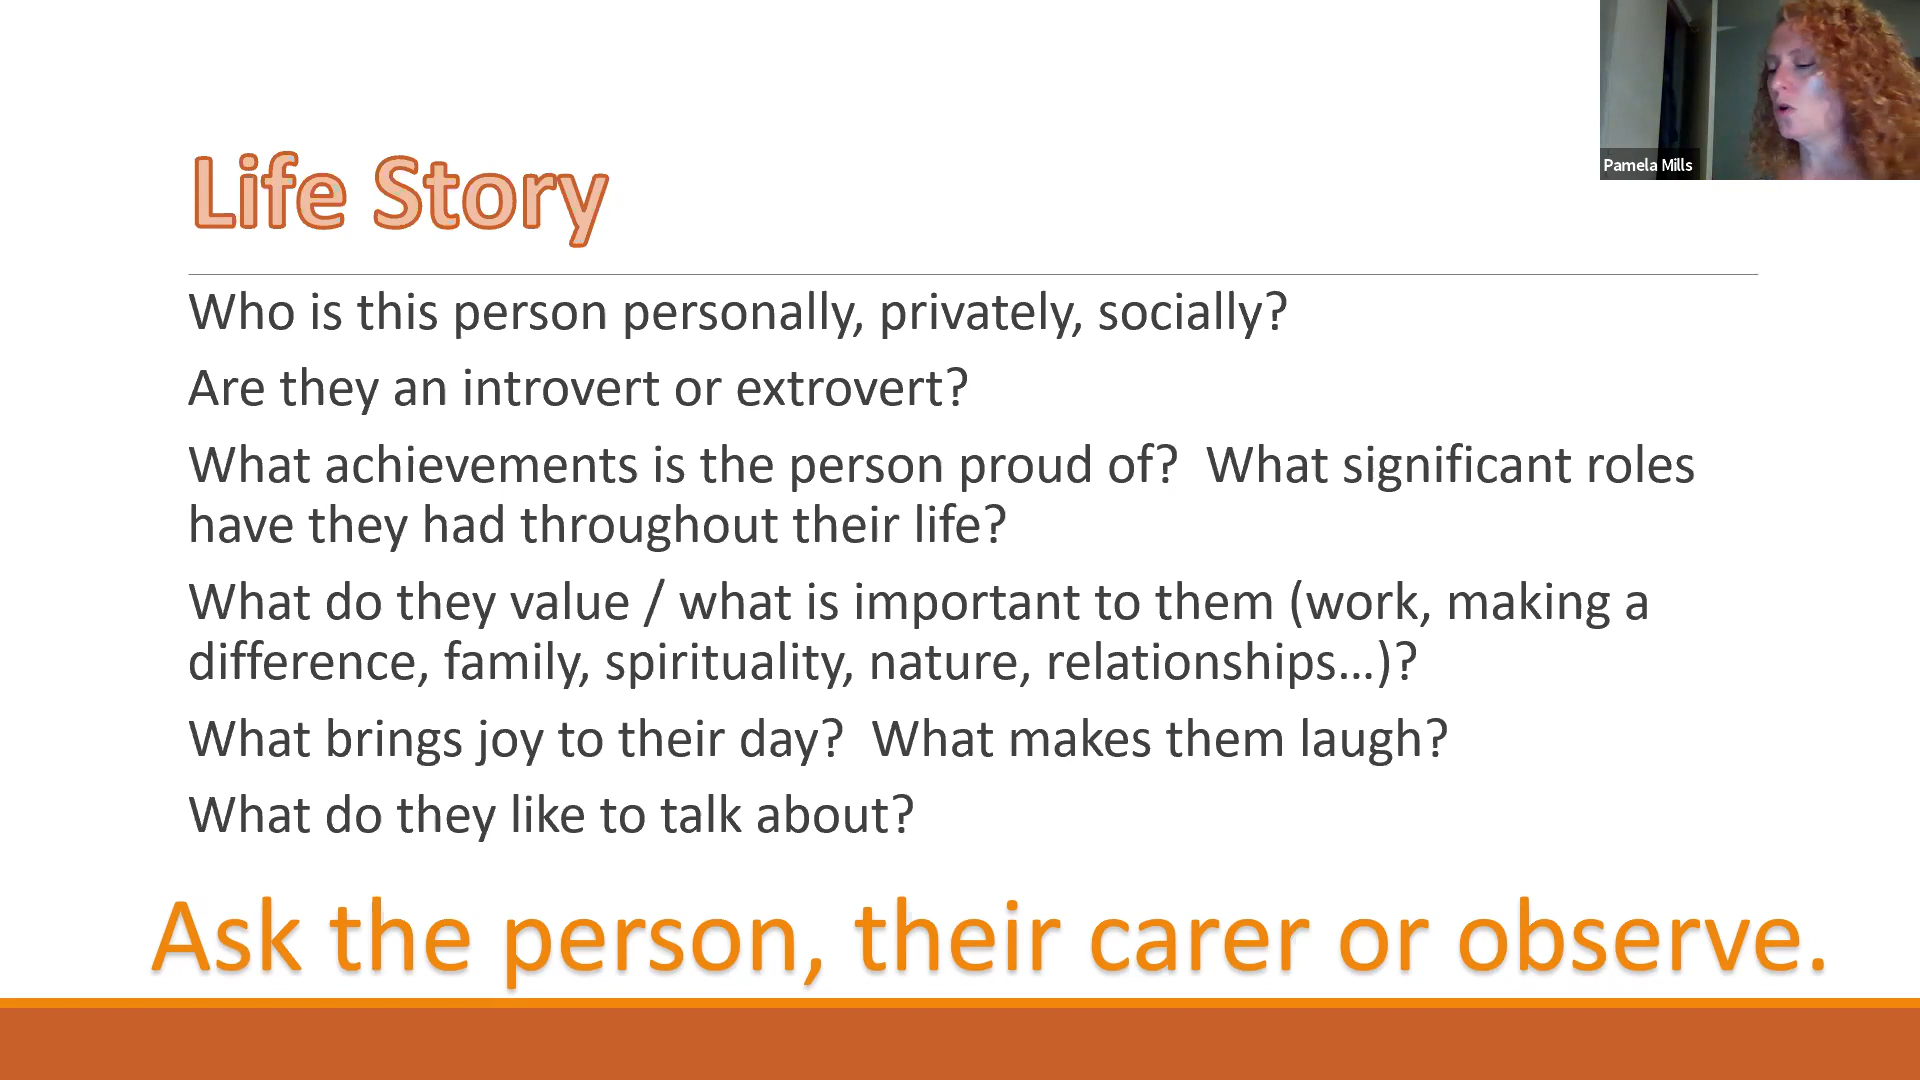 Pamela Mills
Life Story
Who is this person personally, privately, socially?
Are they an introvert or extrovert?
What achievements is the person proud of?  What significant roles
have they had throughout their life?
What do they value / what is important to them (work, making a
difference, family, spirituality, nature, relationships…)?
What brings joy to their day?  What makes them laugh?
What do they like to talk about?
Ask the person, their carer or observe.